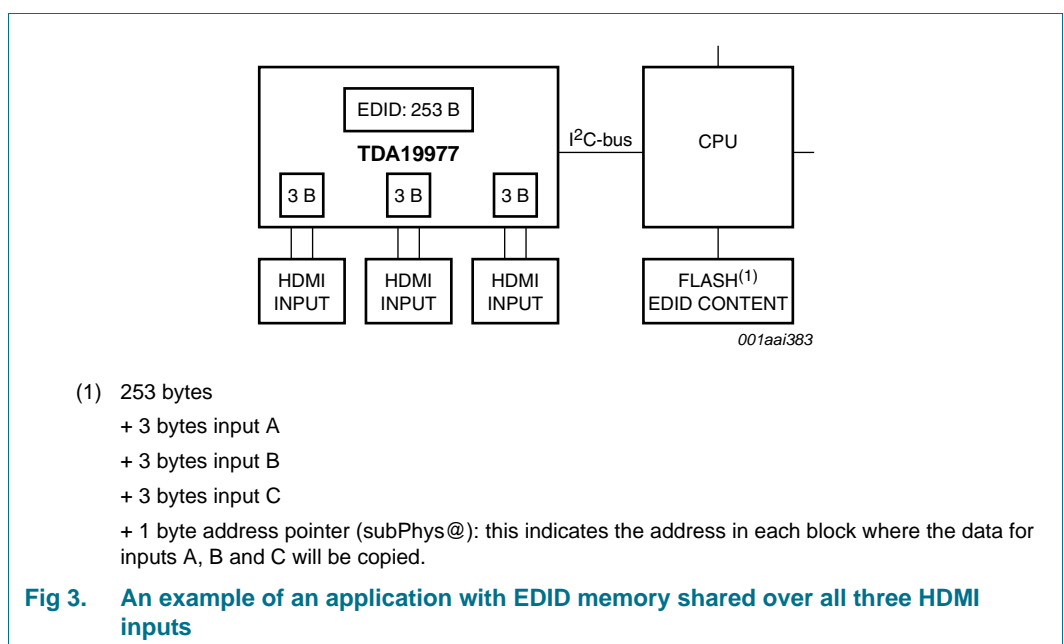 EDID: 253 B
TDA19977
3 B
3 B
3 B
I²C-bus
CPU
HDMI
INPUT
HDMI
INPUT
HDMI
INPUT
FLASH(1)
EDID CONTENT
001aai383
(1) 253 bytes
+ 3 bytes input A
+ 3 bytes input B
+ 3 bytes input C
+ 1 byte address pointer (subPhys@): this indicates the address in each block where the data for
inputs A, B and C will be copied.
Fig 3. An example of an application with EDID memory shared over all three HDMI
inputs